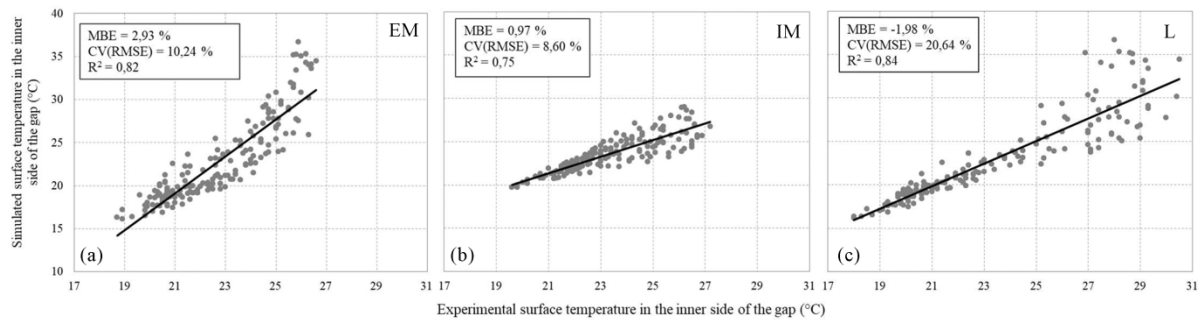 MBE = 2,93 %
CV(RMSE) = 10,24 %
R² = 0,82
EM
MBE = 0,97 %
CV(RMSE) = 8,60 %
R² = 0,75
IM
MBE = -1,98 %
CV(RMSE) = 20,64 %
R² = 0,84
L
Simulated surface temperature in the inner
side of the gap (°C)
40
35
30
25
20
15
10
(a)
(b)
(c)
17 19 21 23 25 27 29 31
17 19 21 23 25 27 29 31
17 19 21 23 25 27 29 31
Experimental surface temperature in the inner side of the gap (°C)